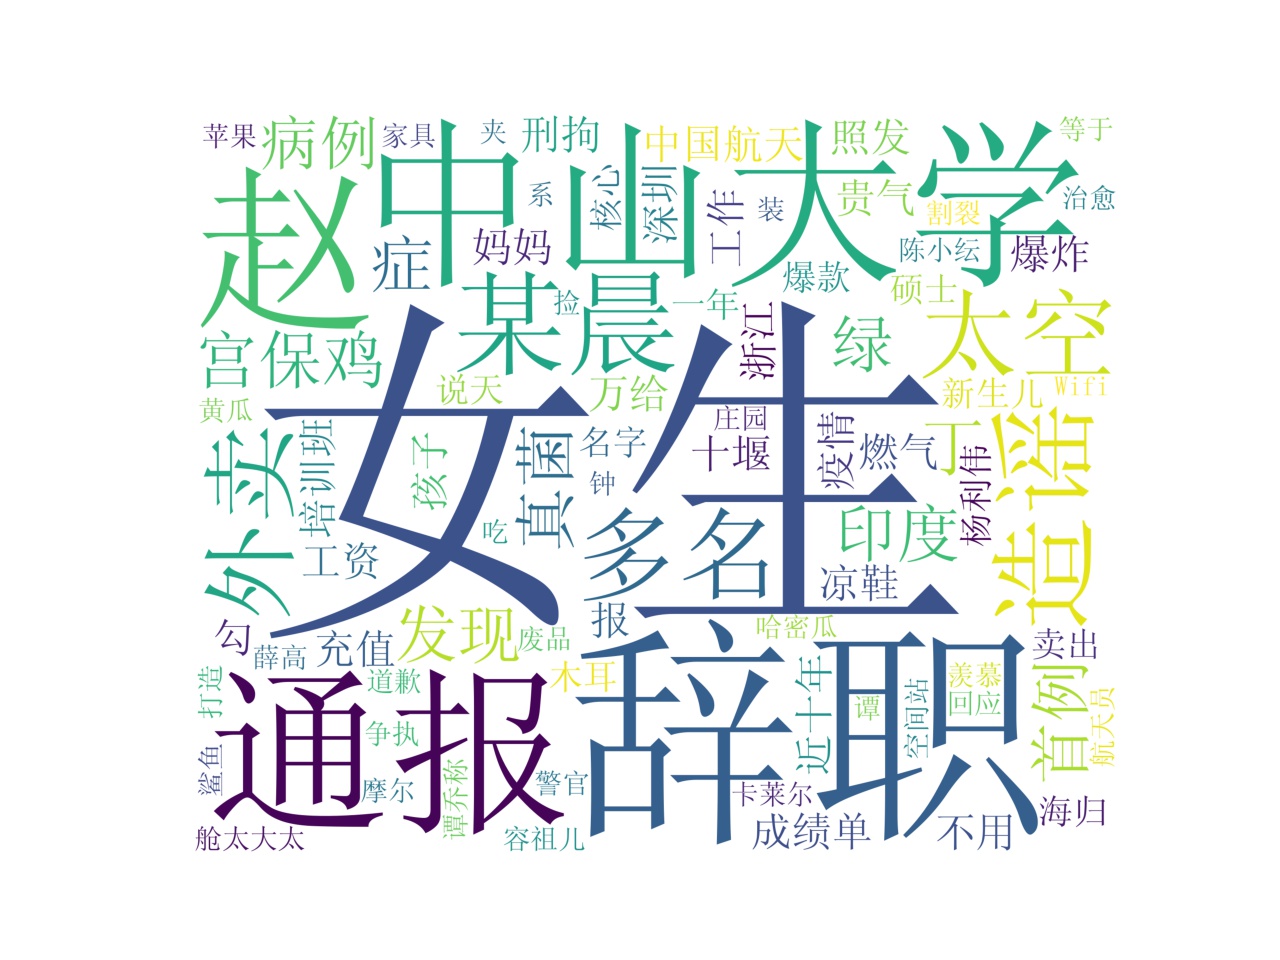 苹果
病例
家具
夹
刑拘
中国航天
照发
等于
赵
中山大学
系
核心
深圳
工作
装
贵气
割裂
治愈
症
妈妈
陈小纭
爆炸
某晨
捡
一年
爆款
硕士
太空
宫保鸡
浙江
绿
黄瓜
说天
万给
庄园
新生儿
Wifi
女生
外卖
培训班
孩子
真菌
名字
十堰
疫情
燃气
丁
杨利伟
造谣
钟
吃
工资
多名
印度
凉鞋
勾
薛高
充值
发现
废品
报
哈密瓜
卖出
打造
道歉
木耳
辞职
近十年
谭
空间站
羡慕
回应
首例
航天员
通报
争执
鲨鱼
摩尔
谭乔称
警官
卡莱尔
海归
舱太大太
容祖儿
成绩单
不用